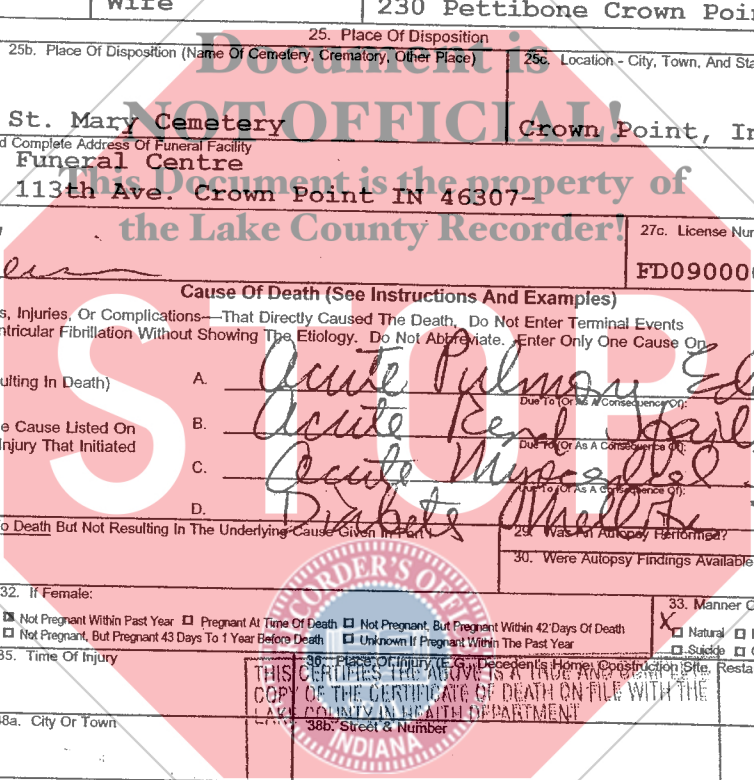 Wife
230 Pettibone Crown Poi
Document is
NOT OFFICIAL!
This Document is the property of
the Lake County Recorder!
STOP
25. Place Of Disposition
25b. Place Of Disposition (Name Of Cemetery, Crematory, Other Place)
25c. Location - City, Town, And Sta
St. Mary Cemetery
Crown Point, In
d Complete Address Of Funeral Facility
Funeral Centre
113th Ave. Crown Point IN 46307-
27c. License Nur
FD09000
Cause Of Death (See Instructions And Examples)
s, Injuries, Or Complications—That Directly Caused The Death, Do Not Enter Terminal Events
ntricular Fibrillation Without Showing The Etiology. Do Not Abbreviate. Enter Only One Cause On
ulting In Death)
A. Acute Pulmonary Ed
Due To (Or As A Consequence Of):
e Cause Listed On
B. Acute Renal Fail
Due To (Or As A Consequence Of):
Injury That Initiated
C. Acute Myocardial
Due To (Or As A Consequence Of):
D. Diabetes Mellitus
o Death But Not Resulting In The Underlying Cause Given In Part I
29. Was An Autopsy Performed?
30. Were Autopsy Findings Available
32. If Female:
33. Manner O
Not Pregnant Within Past Year Pregnant At Time Of Death Not Pregnant, But Pregnant Within 42 Days Of Death
X
Natural
Not Pregnant, But Pregnant 43 Days To 1 Year Before Death Unknown If Pregnant Within The Past Year
Suicide
35. Time Of Injury
36. Place Of Injury (E.G., Decedent's Home, Construction Site, Resta
THIS CERTIFIES THE ABOVE IS A TRUE AND COMPLETE
COPY OF THE CERTIFICATE OF DEATH ON FILE WITH THE
LAKE COUNTY IN HEALTH DEPARTMENT
38a. City Or Town
38b. Street & Number
RECORDER'S OF
INDIANA